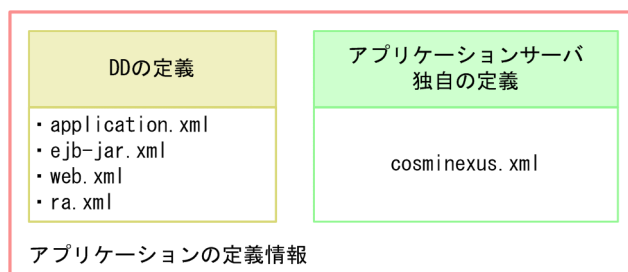 DDの定義
・application.xml
・ejb-jar.xml
・web.xml
・ra.xml
アプリケーションサーバ
独自の定義
cosminexus.xml
アプリケーションの定義情報